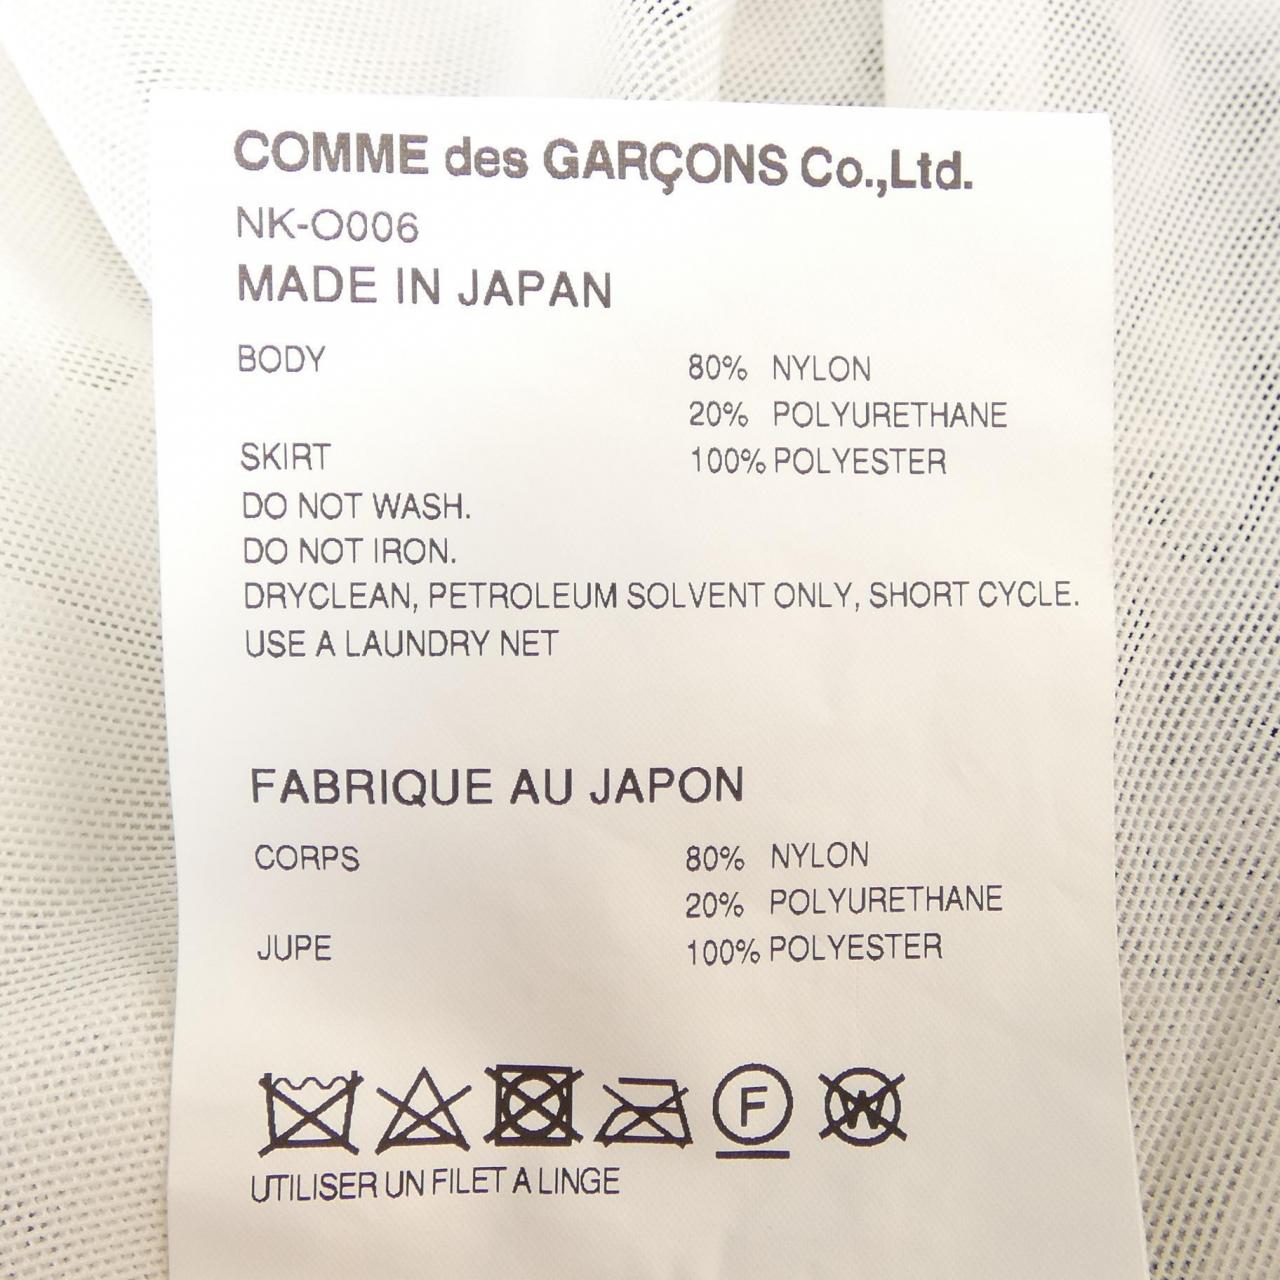 COMME des GARÇONS Co.,Ltd.
NK-O006
MADE IN JAPAN
BODY 80% NYLON
20% POLYURETHANE
SKIRT 100% POLYESTER
DO NOT WASH.
DO NOT IRON.
DRYCLEAN, PETROLEUM SOLVENT ONLY, SHORT CYCLE.
USE A LAUNDRY NET
FABRIQUE AU JAPON
CORPS 80% NYLON
20% POLYURETHANE
JUPE 100% POLYESTER
F W
UTILISER UN FILET A LINGE